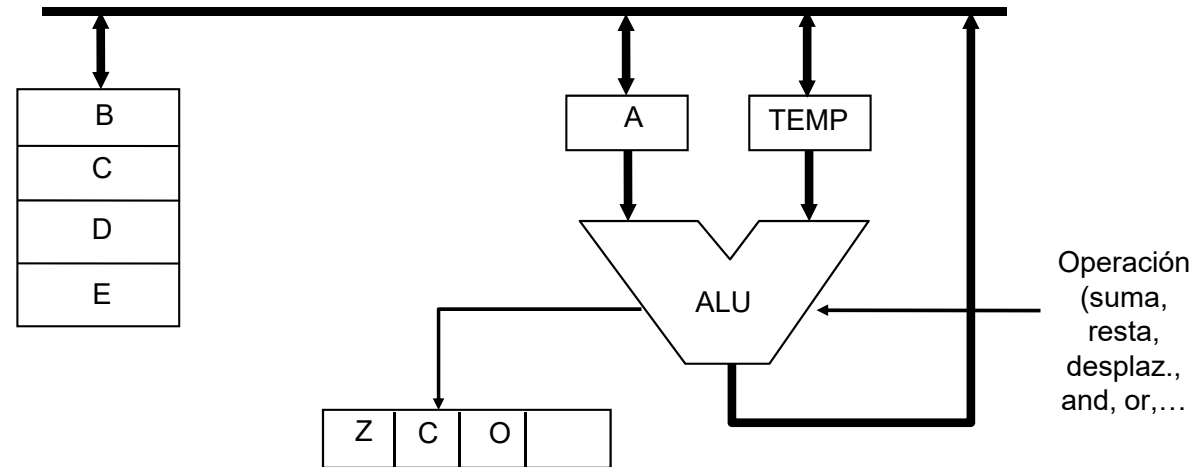 B
C
D
E
A
TEMP
ALU
Operación
(suma,
resta,
desplaz.,
and, or,…
Z
C
O